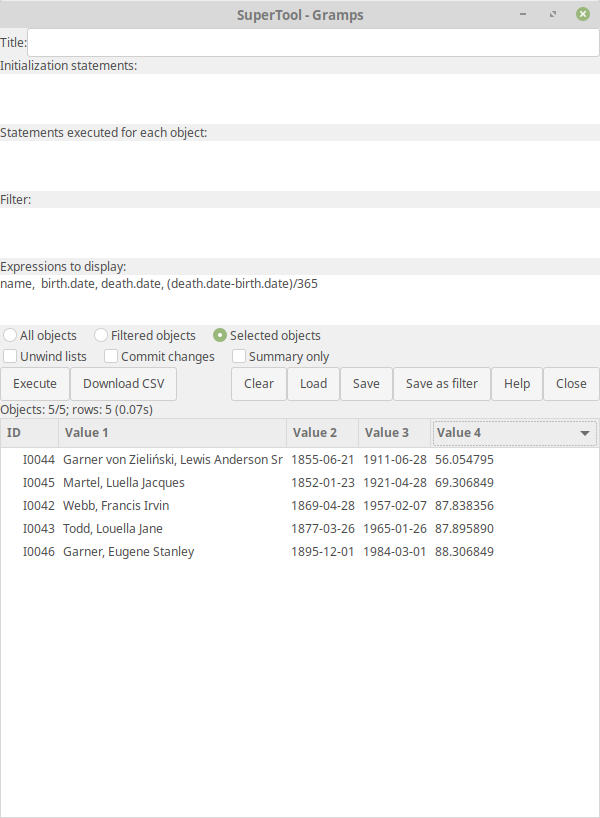 SuperTool - Gramps
Title:
Initialization statements:
Statements executed for each object:
Filter:
Expressions to display:
name,  birth.date, death.date, (death.date-birth.date)/365
All objects Filtered objects Selected objects
Unwind lists Commit changes Summary only
Execute Download CSV Clear Load Save Save as filter Help Close
Objects: 5/5; rows: 5 (0.07s)
ID Value 1 Value 2 Value 3 Value 4
I0044 Garner von Zieliński, Lewis Anderson Sr 1855-06-21 1911-06-28 56.054795
I0045 Martel, Luella Jacques 1852-01-23 1921-04-28 69.306849
I0042 Webb, Francis Irvin 1869-04-28 1957-02-07 87.838356
I0043 Todd, Louella Jane 1877-03-26 1965-01-26 87.895890
I0046 Garner, Eugene Stanley 1895-12-01 1984-03-01 88.306849